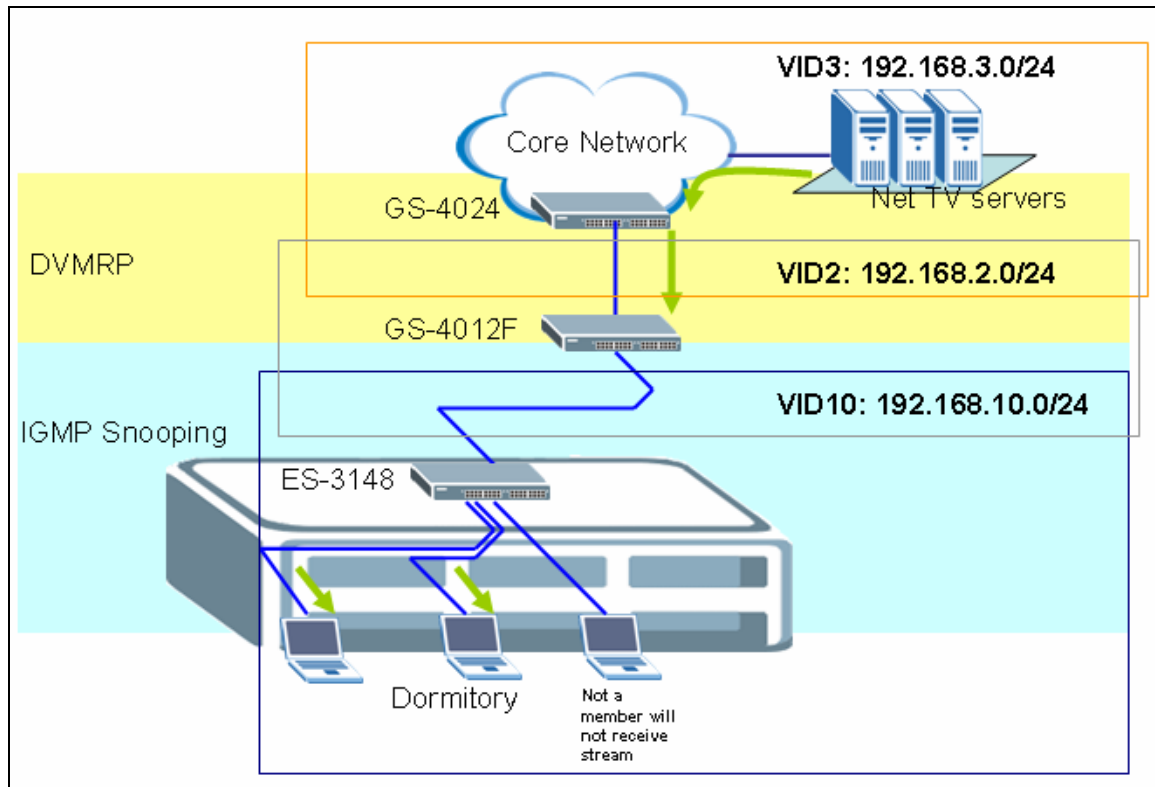 VID3: 192.168.3.0/24
Core Network
GS-4024
Net TV servers
DVMRP
VID2: 192.168.2.0/24
GS-4012F
VID10: 192.168.10.0/24
IGMP Snooping
ES-3148
Dormitory
Not a
member will
not receive
stream